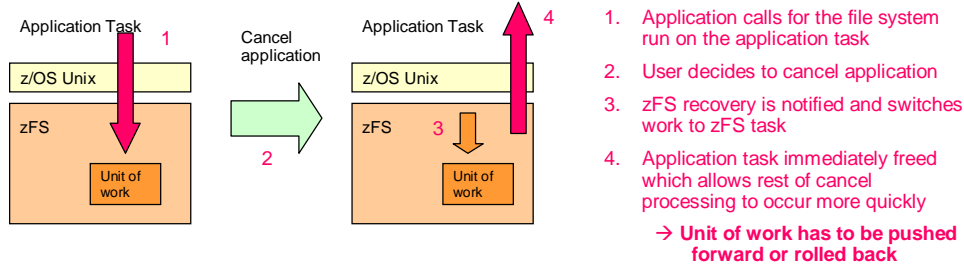 Application Task
1
z/OS Unix
zFS
Unit of
work
Cancel
application
2
Application Task
4
z/OS Unix
zFS
3
Unit of
work
1. Application calls for the file system
run on the application task
2. User decides to cancel application
3. zFS recovery is notified and switches
work to zFS task
4. Application task immediately freed
which allows rest of cancel
processing to occur more quickly
→ Unit of work has to be pushed
forward or rolled back